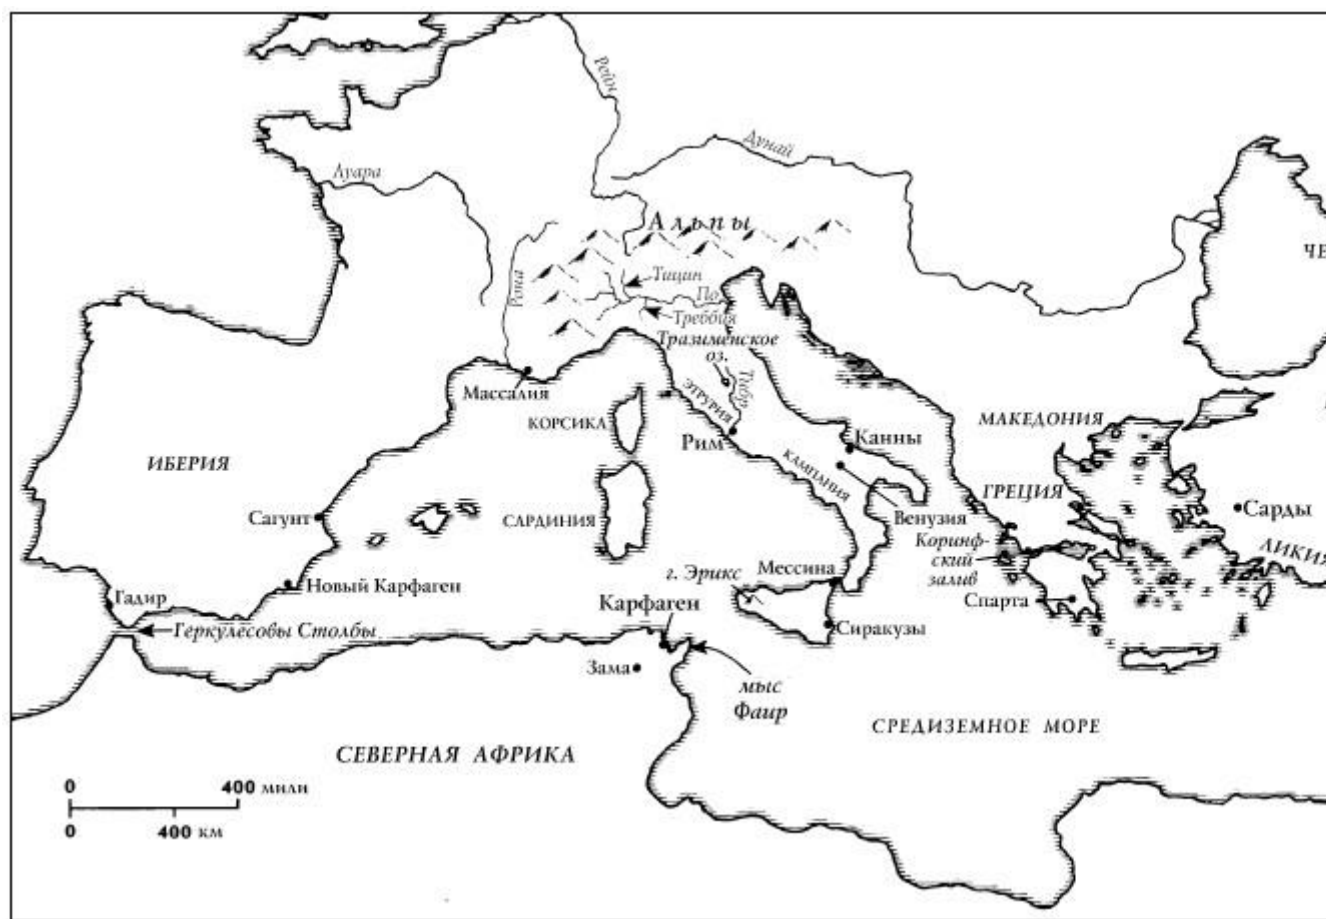 Рейн
Дунай
Луара
Альпы
ЧЕ
Рона
Тицин
По
Треббия
Тразименское
оз.
Тибр
ЭТРУРИЯ
Массалия
КОРСИКА
МАКЕДОНИЯ
Рим
Канны
ИБЕРИЯ
КАМПАНИЯ
ГРЕЦИЯ
Сагунт
САРДИНИЯ
Венузия
Сарды
Коринф-
ский
залив
ЛИКИЯ
Мессина
г. Эрикс
Новый Карфаген
Гадир
Карфаген
Спарта
Геркулесовы Столбы
Сиракузы
Зама
мыс
Фаир
СРЕДИЗЕМНОЕ МОРЕ
СЕВЕРНАЯ АФРИКА
0 400 мили
0 400 км